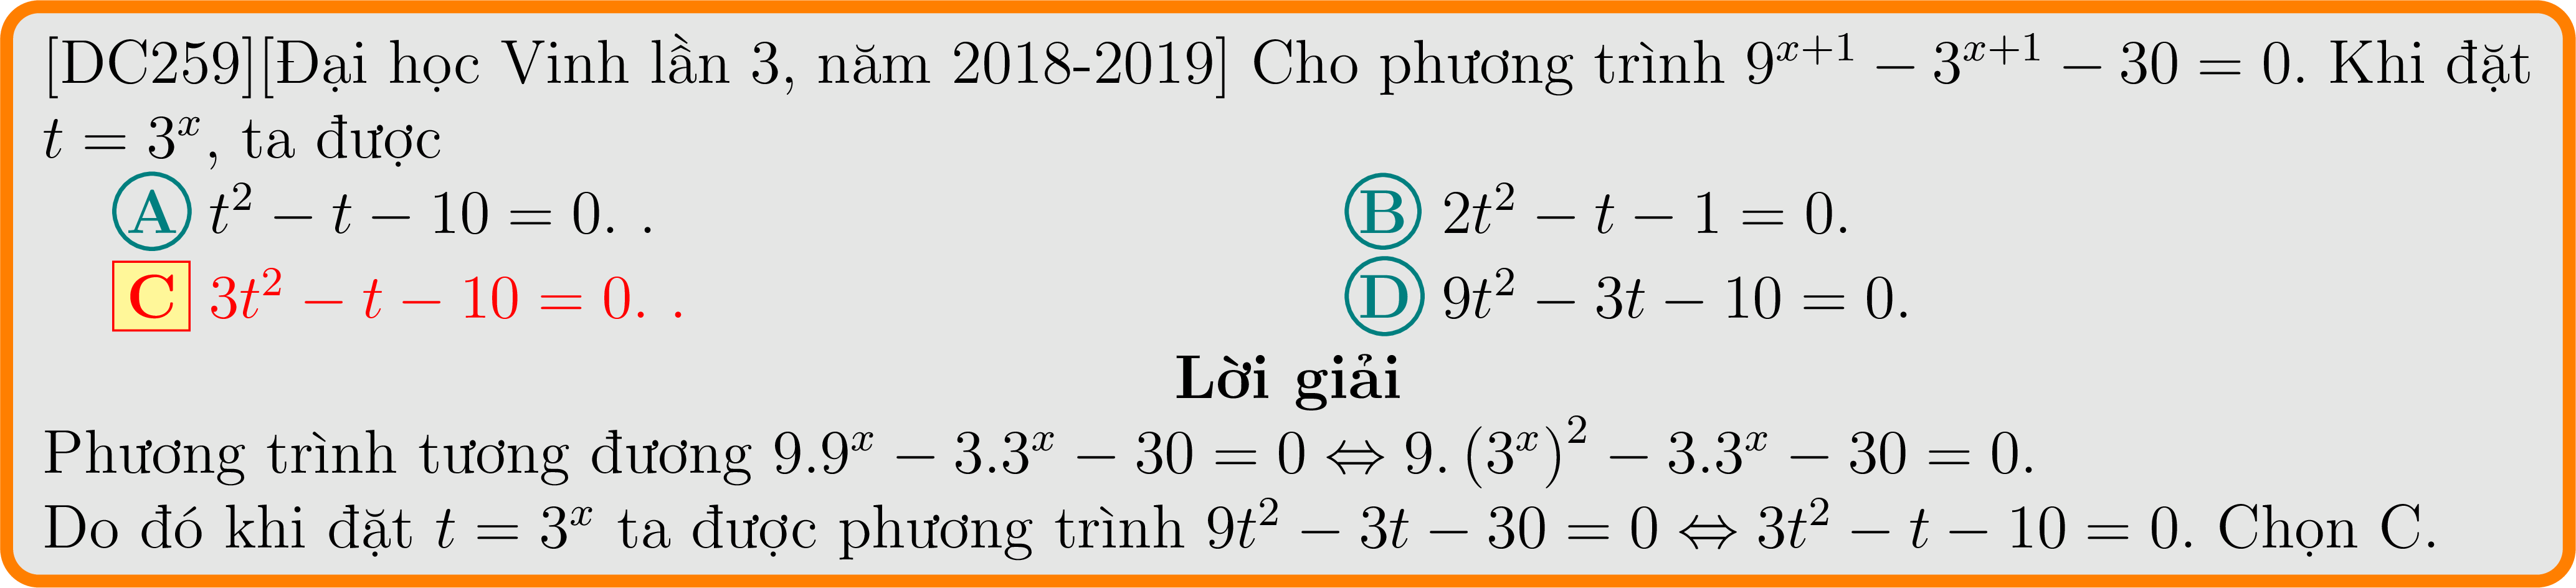 [DC259][Đại học Vinh lần 3, năm 2018-2019] Cho phương trình $9^{x+1} - 3^{x+1} - 30 = 0$. Khi đặt
$t = 3^x$, ta được
A $t^2 - t - 10 = 0$. . B $2t^2 - t - 1 = 0$.
C $3t^2 - t - 10 = 0$. . D $9t^2 - 3t - 10 = 0$.
Lời giải
Phương trình tương đương $9.9^x - 3.3^x - 30 = 0 \Leftrightarrow 9.(3^x)^2 - 3.3^x - 30 = 0$.
Do đó khi đặt $t = 3^x$ ta được phương trình $9t^2 - 3t - 30 = 0 \Leftrightarrow 3t^2 - t - 10 = 0$. Chọn C.